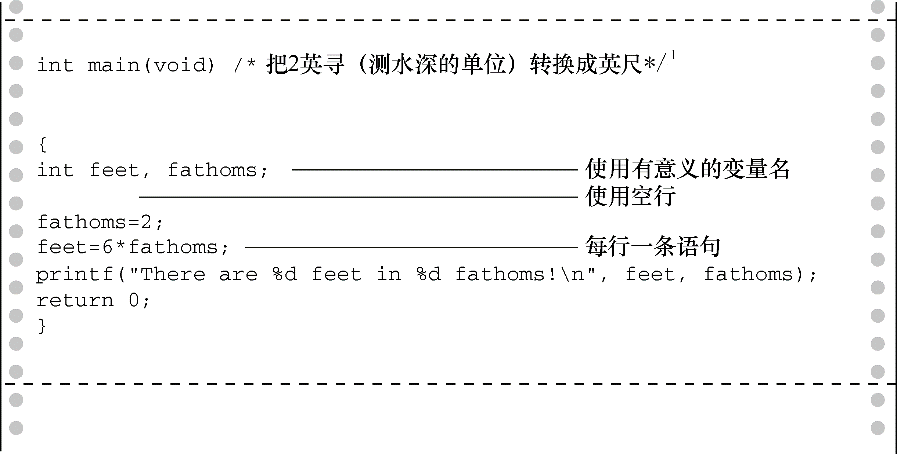 int main(void) /* 把2英寻（测水深的单位）转换成英尺*/1
{
int feet, fathoms; 使用有意义的变量名
使用空行
fathoms=2;
feet=6*fathoms; 每行一条语句
printf("There are %d feet in %d fathoms!\n", feet, fathoms);
return 0;
}